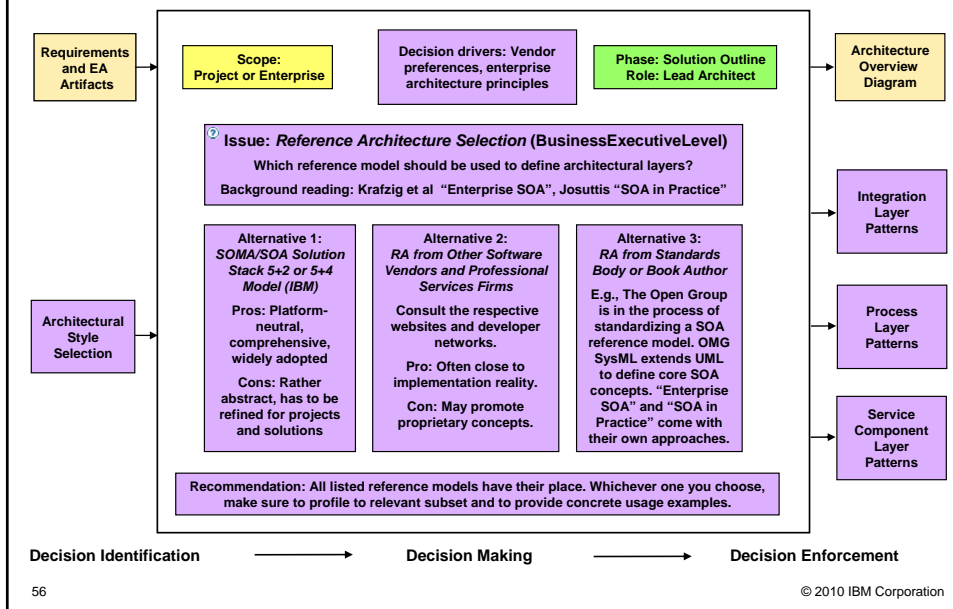 Requirements
and EA
Artifacts
Scope:
Project or Enterprise
Decision drivers: Vendor
preferences, enterprise
architecture principles
Phase: Solution Outline
Role: Lead Architect
Architecture
Overview
Diagram
? Issue: Reference Architecture Selection (BusinessExecutiveLevel)
Which reference model should be used to define architectural layers?
Background reading: Krafzig et al “Enterprise SOA”, Josuttis “SOA in Practice”
Integration
Layer
Patterns
Architectural
Style
Selection
Alternative 1:
SOMA/SOA Solution
Stack 5+2 or 5+4
Model (IBM)
Pros: Platform-
neutral,
comprehensive,
widely adopted
Cons: Rather
abstract, has to be
refined for projects
and solutions
Alternative 2:
RA from Other Software
Vendors and Professional
Services Firms
Consult the respective
websites and developer
networks.
Pro: Often close to
implementation reality.
Con: May promote
proprietary concepts.
Alternative 3:
RA from Standards
Body or Book Author
E.g., The Open Group
is in the process of
standardizing a SOA
reference model. OMG
SysML extends UML
to define core SOA
concepts. “Enterprise
SOA” and “SOA in
Practice” come with
their own approaches.
Process
Layer
Patterns
Service
Component
Layer
Patterns
Recommendation: All listed reference models have their place. Whichever one you choose,
make sure to profile to relevant subset and to provide concrete usage examples.
Decision Identification
Decision Making
Decision Enforcement
56
© 2010 IBM Corporation